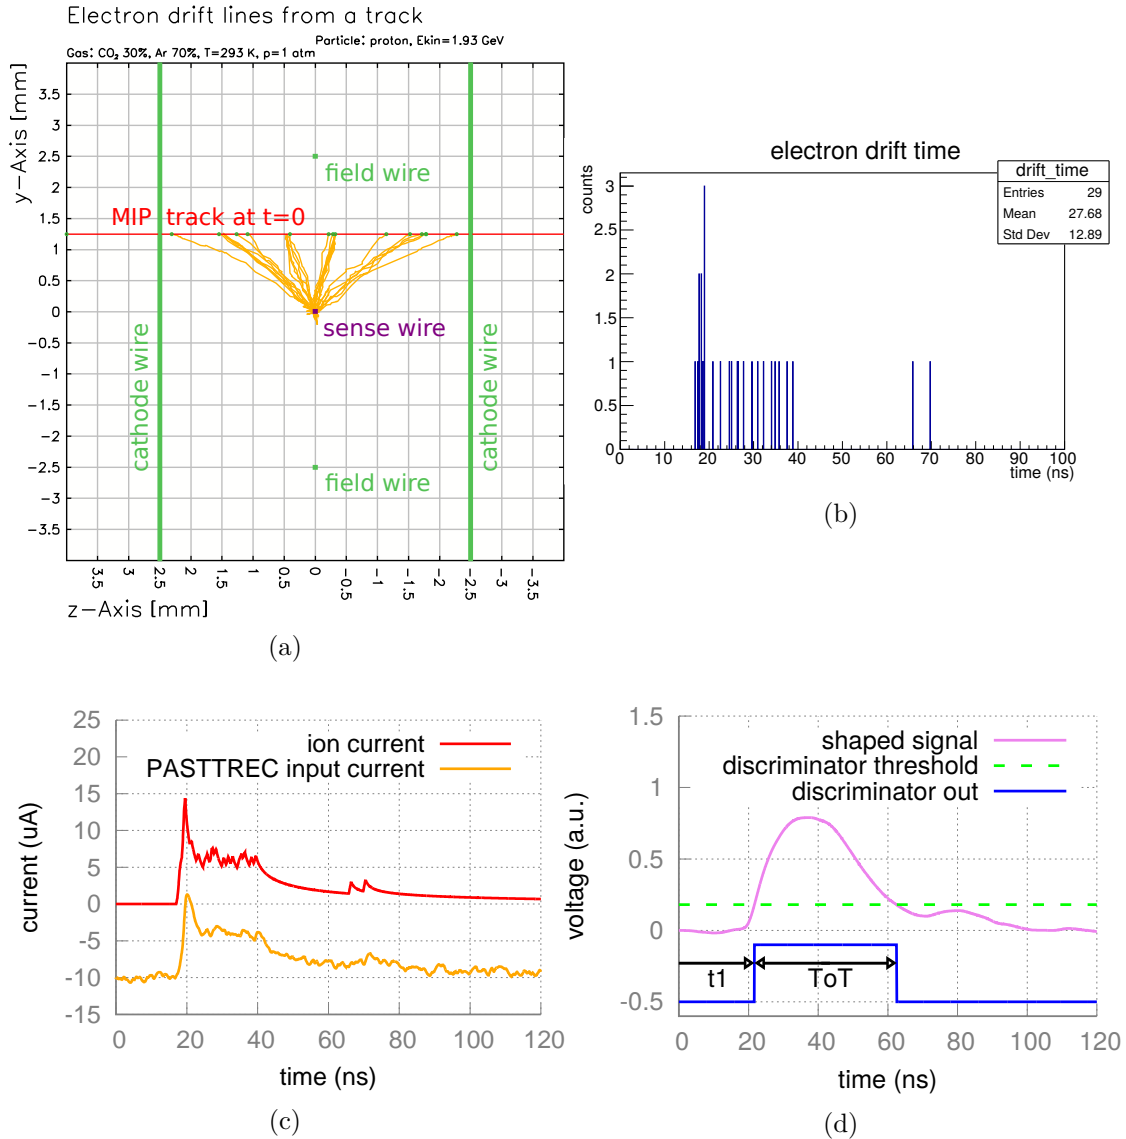 Electron drift lines from a track
Particle: proton, Ekin=1.93 GeV
Gas: CO₂ 30%, Ar 70%, T=293 K, p=1 atm
y-Axis [mm]
3.5
3
2.5
2
1.5
1
0.5
0
-0.5
-1
-1.5
-2
-2.5
-3
-3.5
field wire
MIP track at t=0
sense wire
cathode wire
cathode wire
field wire
3.5
3
2.5
2
1.5
1
0.5
0
-0.5
-1
-1.5
-2
-2.5
-3
-3.5
z-Axis [mm]
(a)
electron drift time
drift_time
Entries 29
Mean 27.68
Std Dev 12.89
counts
3
2.5
2
1.5
1
0.5
0
0 10 20 30 40 50 60 70 80 90 100
time (ns)
(b)
25
20
15
10
5
0
-5
-10
-15
current (uA)
ion current
PASTTREC input current
0 20 40 60 80 100 120
time (ns)
(c)
1.5
1
0.5
0
-0.5
voltage (a.u.)
shaped signal
discriminator threshold
discriminator out
t1
ToT
0 20 40 60 80 100 120
time (ns)
(d)